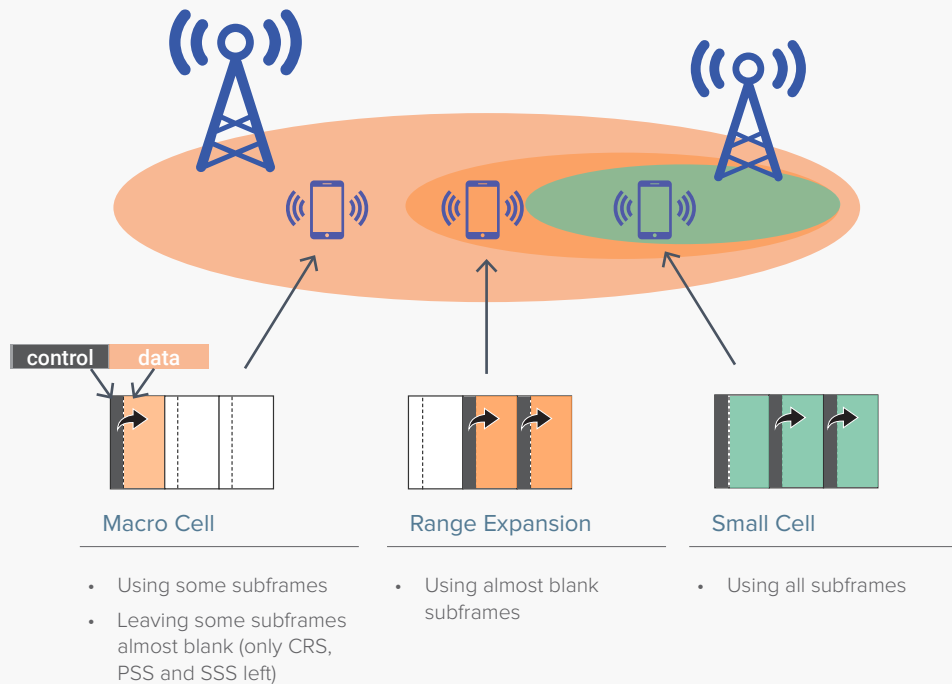 control data
Macro Cell
• Using some subframes
• Leaving some subframes
almost blank (only CRS,
PSS and SSS left)
Range Expansion
• Using almost blank
subframes
Small Cell
• Using all subframes